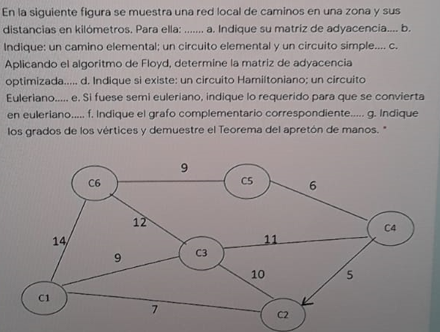 En la siguiente figura se muestra una red local de caminos en una zona y sus
distancias en kilómetros. Para ella: ....... a. Indique su matriz de adyacencia.... b.
Indique: un camino elemental; un circuito elemental y un circuito simple.... c.
Aplicando el algoritmo de Floyd, determine la matriz de adyacencia
optimizada..... d. Indique si existe: un circuito Hamiltoniano; un circuito
Euleriano..... e. Si fuese semi euleriano, indique lo requerido para que se convierta
en euleriano..... f. Indique el grafo complementario correspondiente..... g. Indique
los grados de los vértices y demuestre el Teorema del apretón de manos. *
9
C6
C5
6
12
C4
14
11
9
C3
10
5
C1
7
C2